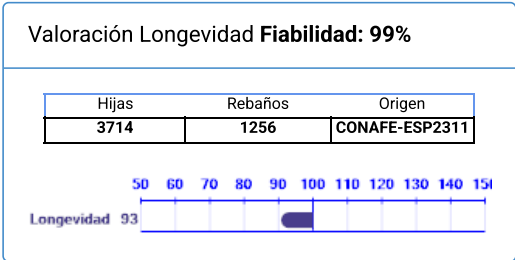 Valoración Longevidad Fiabilidad: 99%
Hijas Rebaños Origen
3714 1256 CONAFE-ESP2311
50 60 70 80 90 100 110 120 130 140
Longevidad 93